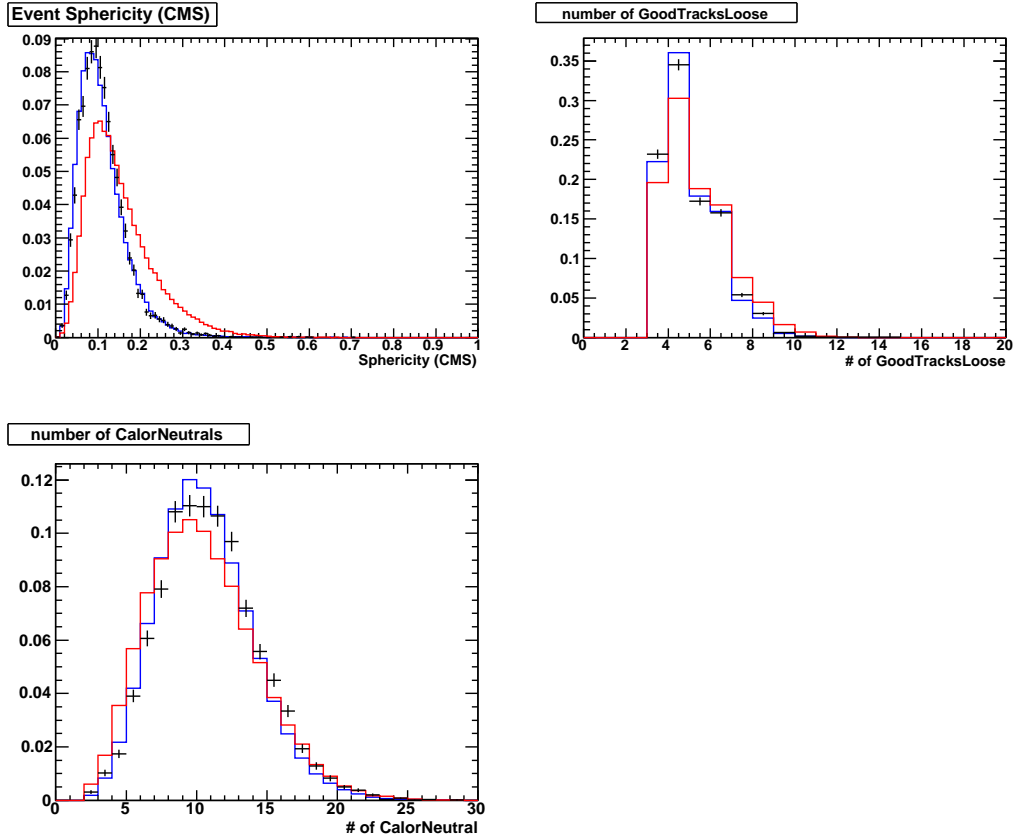 Event Sphericity (CMS)
0.09
0.08
0.07
0.06
0.05
0.04
0.03
0.02
0.01
0
0 0.1 0.2 0.3 0.4 0.5 0.6 0.7 0.8 0.9 1
Sphericity (CMS)
number of GoodTracksLoose
0.35
0.3
0.25
0.2
0.15
0.1
0.05
0
0 2 4 6 8 10 12 14 16 18 20
# of GoodTracksLoose
number of CalorNeutrals
0.12
0.1
0.08
0.06
0.04
0.02
0
0 5 10 15 20 25 30
# of CalorNeutral